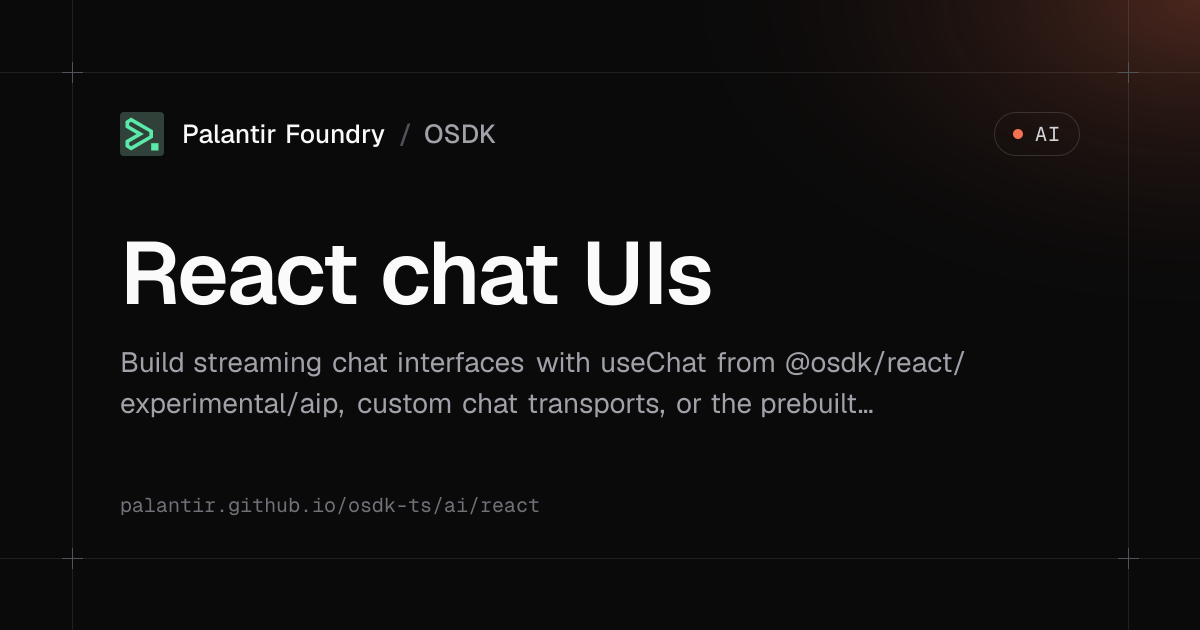 Palantir Foundry / OSDK
AI
React chat UIs
Build streaming chat interfaces with useChat from @osdk/react/
experimental/aip, custom chat transports, or the prebuilt…
palantir.github.io/osdk-ts/ai/react